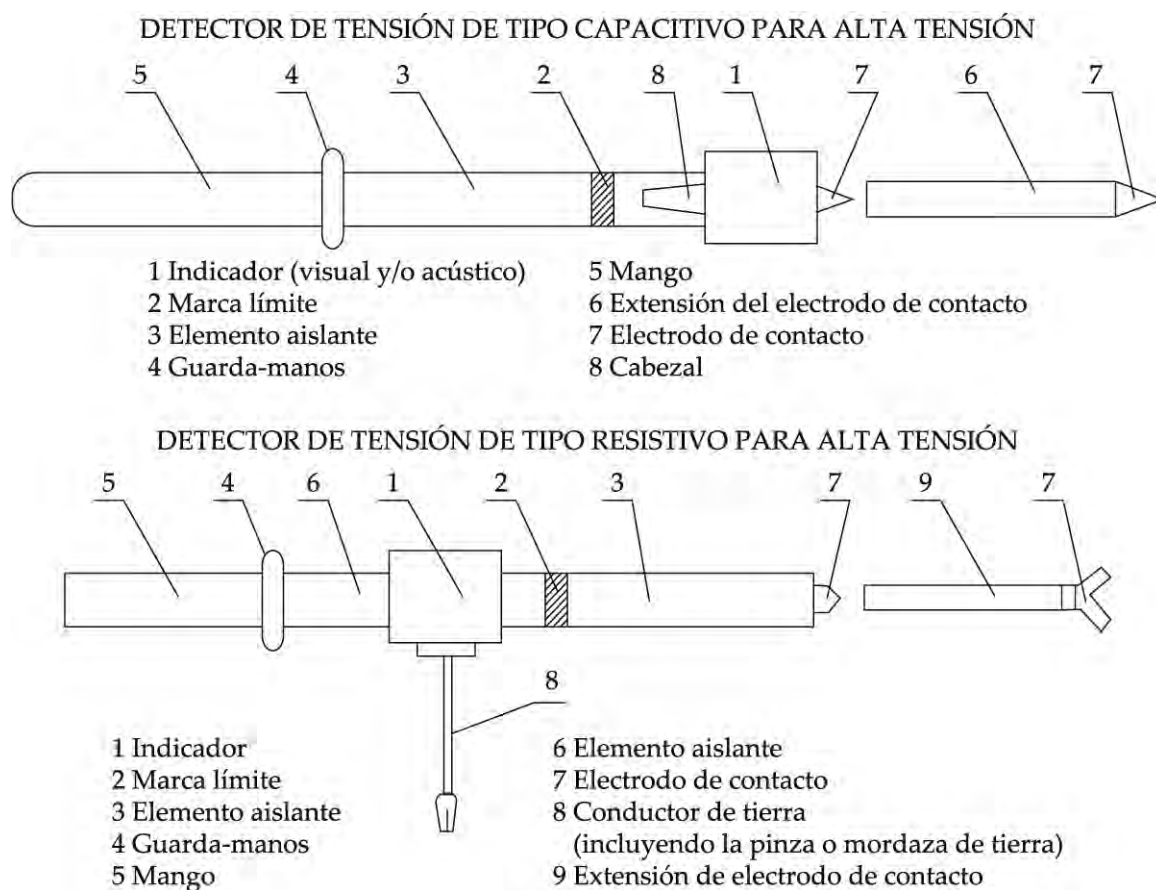 DETECTOR DE TENSIÓN DE TIPO CAPACITIVO PARA ALTA TENSIÓN
5 4 3 2 8 1 7 6 7
1 Indicador (visual y/o acústico)
2 Marca límite
3 Elemento aislante
4 Guarda-manos
5 Mango
6 Extensión del electrodo de contacto
7 Electrodo de contacto
8 Cabezal
DETECTOR DE TENSIÓN DE TIPO RESISTIVO PARA ALTA TENSIÓN
5 4 6 1 2 3 7 9 7
8
1 Indicador
2 Marca límite
3 Elemento aislante
4 Guarda-manos
5 Mango
6 Elemento aislante
7 Electrodo de contacto
8 Conductor de tierra
(incluyendo la pinza o mordaza de tierra)
9 Extensión de electrodo de contacto